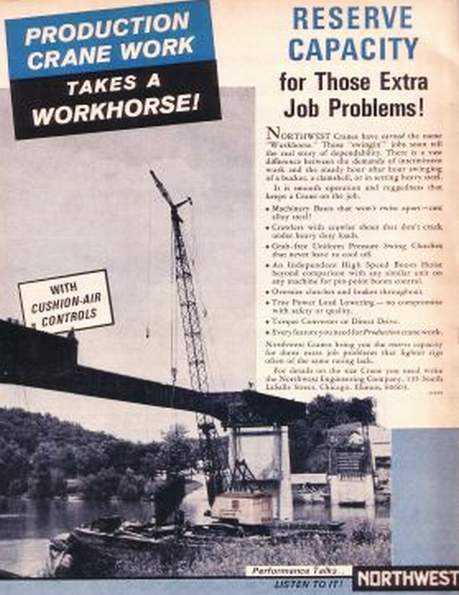 PRODUCTION
CRANE WORK
TAKES A
WORKHORSE!
RESERVE
CAPACITY
for Those Extra
Job Problems!
NORTHWEST Cranes have earned the name
"Workhorse." Those "swingin'" jobs soon tell
the real story of dependability. There is a vast
difference between the demands of intermittent
work and the steady hour after hour swinging
of a bucket, a clamshell, or in setting heavy steel.
It is smooth operation and ruggedness that
keeps a Crane on the job.
• Machinery Bases that won't twist apart—cast
alloy steel!
• Crawlers with crawler shoes that don't crack
under heavy duty loads.
• Grab-free Uniform Pressure Swing Clutches
that never have to cool off.
• An Independent High Speed Boom Hoist
beyond comparison with any similar unit on
any machine for pin-point boom control.
• Oversize clutches and brakes throughout.
• True Power Load Lowering—no compromise
with safety or quality.
• Torque Converter or Direct Drive.
• Every feature you need for Production crane work.
Northwest Cranes bring you the reserve capacity
for those extra job problems that lighter rigs
often of the same rating lack.
For details on the size Crane you need write
the Northwest Engineering Company, 135 South
LaSalle Street, Chicago, Illinois, 60603.
WITH
CUSHION-AIR
CONTROLS
Performance Talks...
LISTEN TO IT!
NORTHWEST